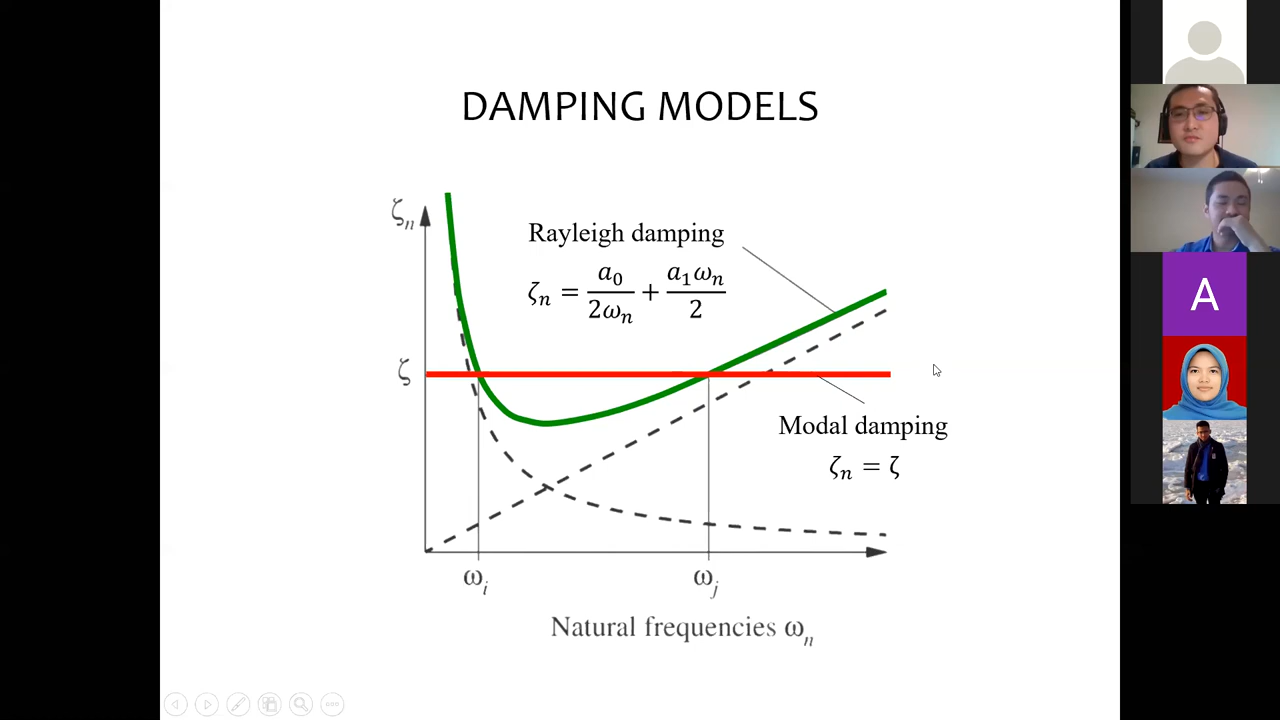 DAMPING MODELS
ζₙ
Rayleigh damping
ζₙ = a₀/2ωₙ + a₁ωₙ/2
ζ
Modal damping
ζₙ = ζ
ωᵢ
ωⱼ
Natural frequencies ωₙ
A